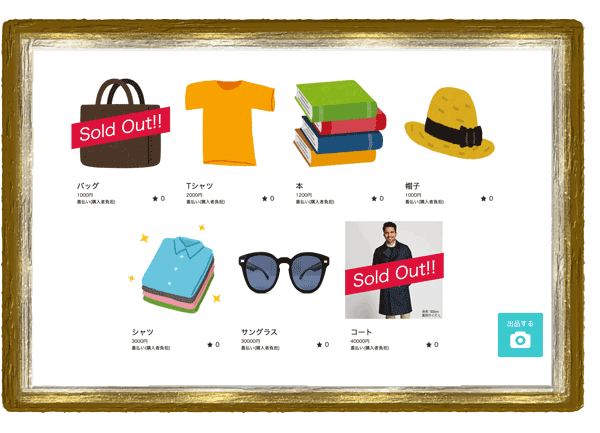 Sold Out!!
バッグ
1000円
着払い(購入者負担)
★ 0
Tシャツ
2000円
着払い(購入者負担)
★ 0
本
1200円
着払い(購入者負担)
★ 0
帽子
1000円
着払い(購入者負担)
★ 0
シャツ
3000円
着払い(購入者負担)
★ 0
サングラス
30000円
着払い(購入者負担)
★ 0
Sold Out!!
コート
40000円
着払い(購入者負担)
★ 0
出品する